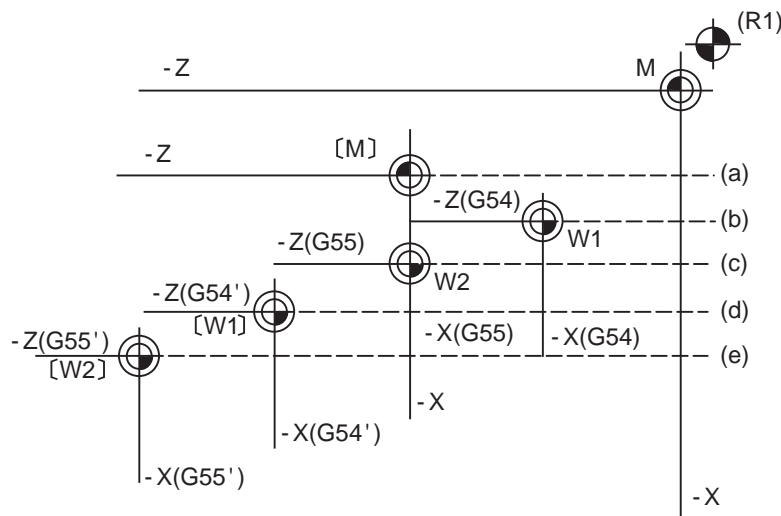 (R1)
-Z
M
[M]
-Z
(a)
-Z(G54)
(b)
W1
-Z(G55)
(c)
W2
-Z(G54')
(d)
[W1]
-X(G55)
-X(G54)
-Z(G55')
(e)
[W2]
-X
-X(G54')
-X(G55')
-X